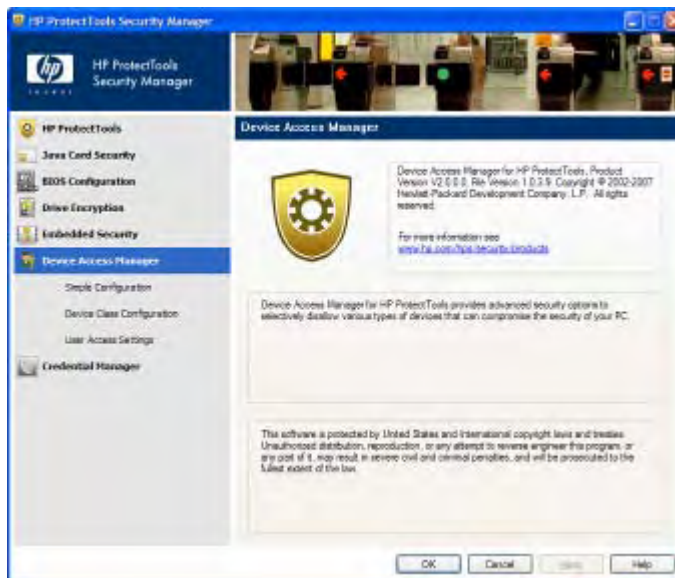 HP ProtectTools Security Manager
hp
invent
HP ProtectTools
Security Manager
HP ProtectTools
Java Card Security
BIOS Configuration
Drive Encryption
Embedded Security
Device Access Manager
Simple Configuration
Device Class Configuration
User Access Settings
Credential Manager
Device Access Manager
Device Access Manager for HP ProtectTools, Product
Version V2.0.0.0, File Version 1.0.3.9. Copyright © 2002-2007
Hewlett-Packard Development Company, L.P. All rights
reserved.
For more information see
www.hp.com/hps/security/products
Device Access Manager for HP ProtectTools provides advanced security options to
selectively disallow various types of devices that can compromise the security of your PC.
This software is protected by United States and international copyright laws and treaties.
Unauthorized distribution, reproduction, or any attempt to reverse engineer this program, or
any part of it, may result in severe civil and criminal penalties, and will be prosecuted to the
fullest extent of the law.
OK
Cancel
Help